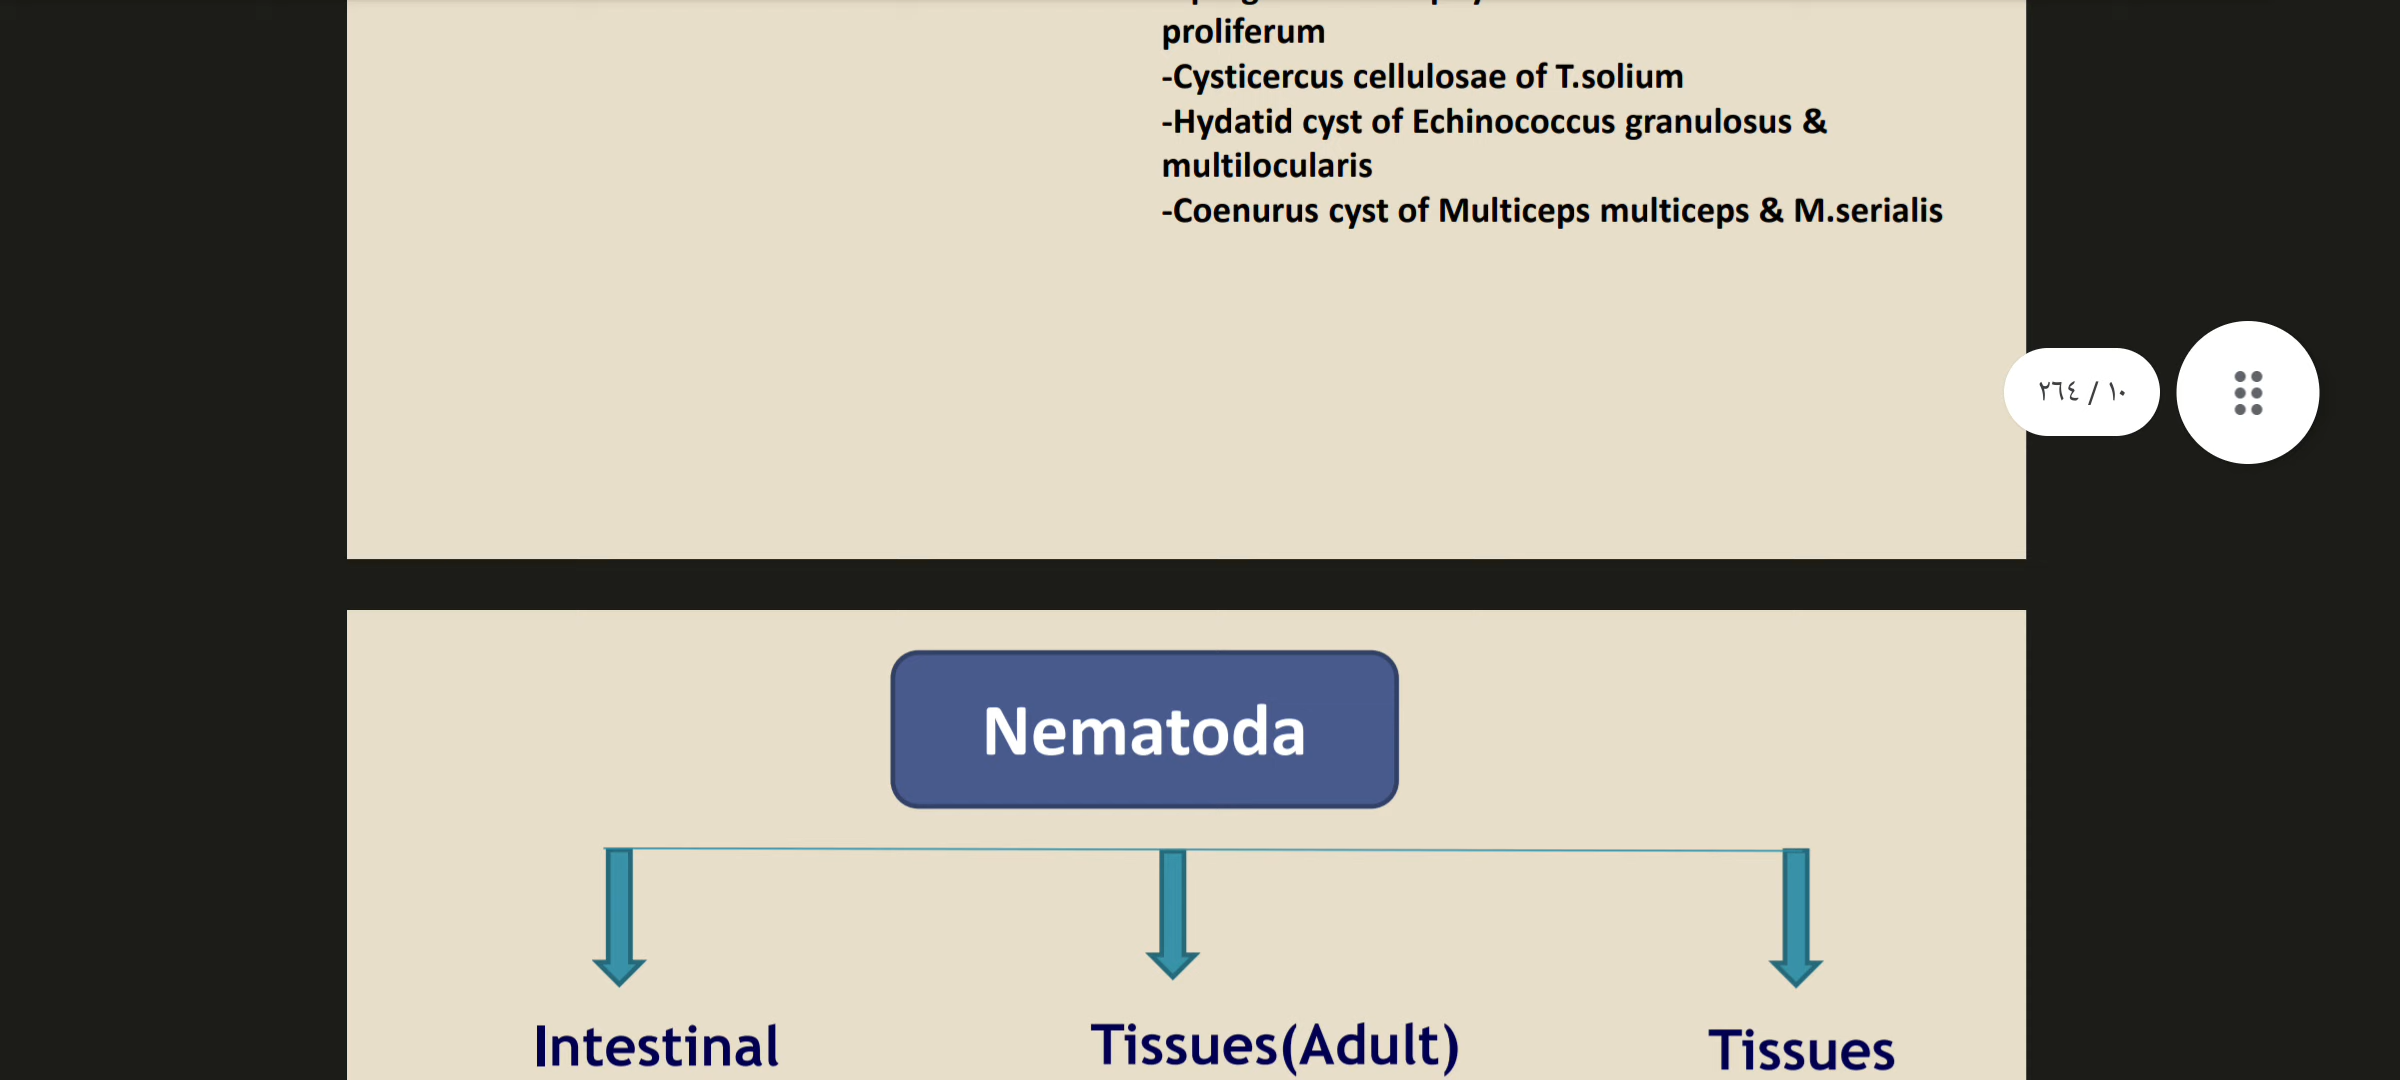 proliferum
-Cysticercus cellulosae of T.solium
-Hydatid cyst of Echinococcus granulosus &
multilocularis
-Coenurus cyst of Multiceps multiceps & M.serialis
٢٦٤ / ١٠
Nematoda
Intestinal
Tissues(Adult)
Tissues